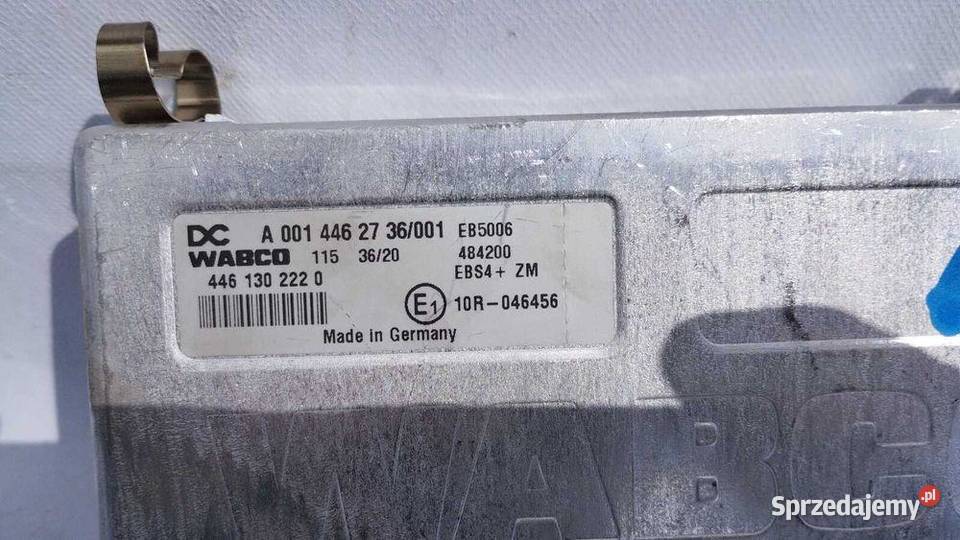 DC A 001 446 27 36/001 EB5006
WABCO 115 36/20 484200
446 130 222 0 EBS4+ ZM
E1 10R-046456
Made in Germany
WABC
Sprzedajemy.pl